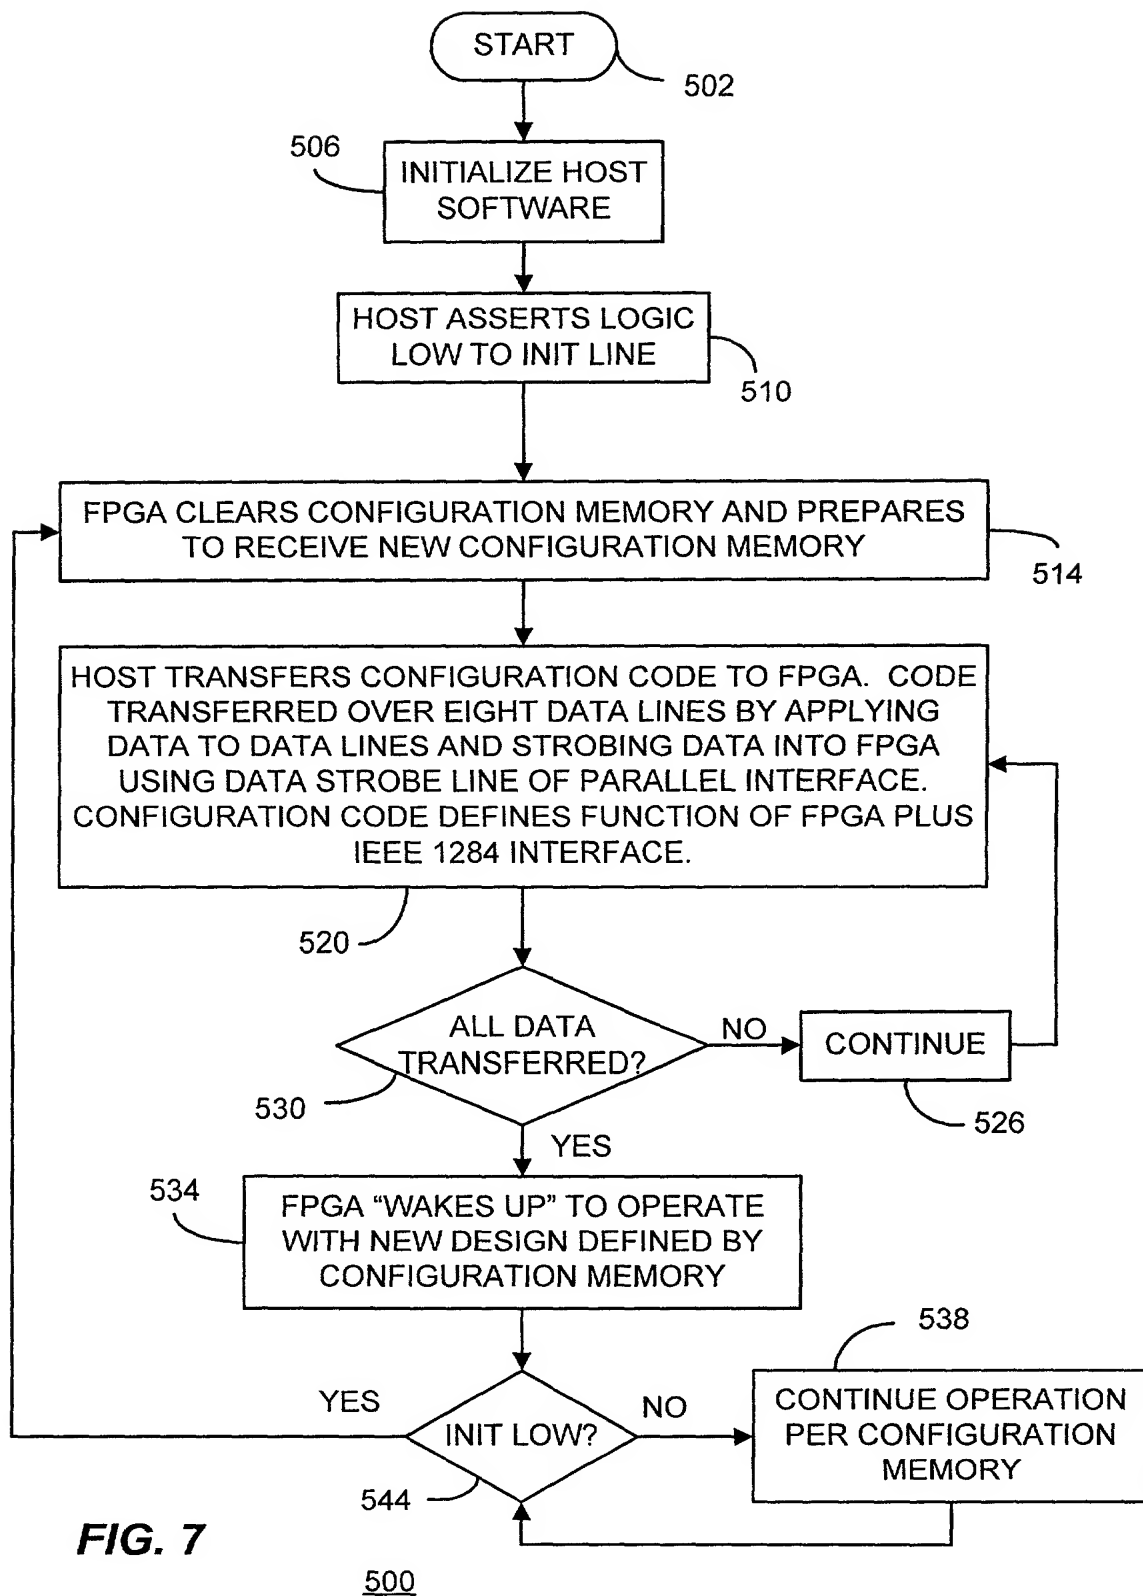 START
502
506
INITIALIZE HOST
SOFTWARE
HOST ASSERTS LOGIC
LOW TO INIT LINE
510
FPGA CLEARS CONFIGURATION MEMORY AND PREPARES
TO RECEIVE NEW CONFIGURATION MEMORY
514
HOST TRANSFERS CONFIGURATION CODE TO FPGA. CODE
TRANSFERRED OVER EIGHT DATA LINES BY APPLYING
DATA TO DATA LINES AND STROBING DATA INTO FPGA
USING DATA STROBE LINE OF PARALLEL INTERFACE.
CONFIGURATION CODE DEFINES FUNCTION OF FPGA PLUS
IEEE 1284 INTERFACE.
520
ALL DATA
TRANSFERRED?
530
NO
CONTINUE
526
YES
534
FPGA “WAKES UP” TO OPERATE
WITH NEW DESIGN DEFINED BY
CONFIGURATION MEMORY
538
YES
INIT LOW?
NO
544
CONTINUE OPERATION
PER CONFIGURATION
MEMORY
FIG. 7
500